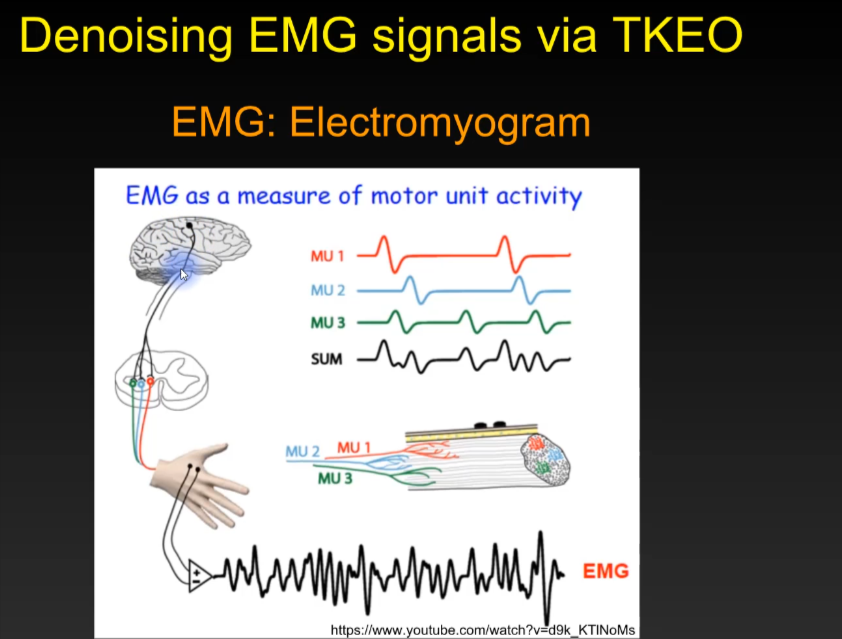 Denoising EMG signals via TKEO
EMG: Electromyogram
EMG as a measure of motor unit activity
MU 1
MU 2
MU 3
SUM
MU 2 MU 1
MU 3
EMG
https://www.youtube.com/watch?v=d9k_KTlNoMs